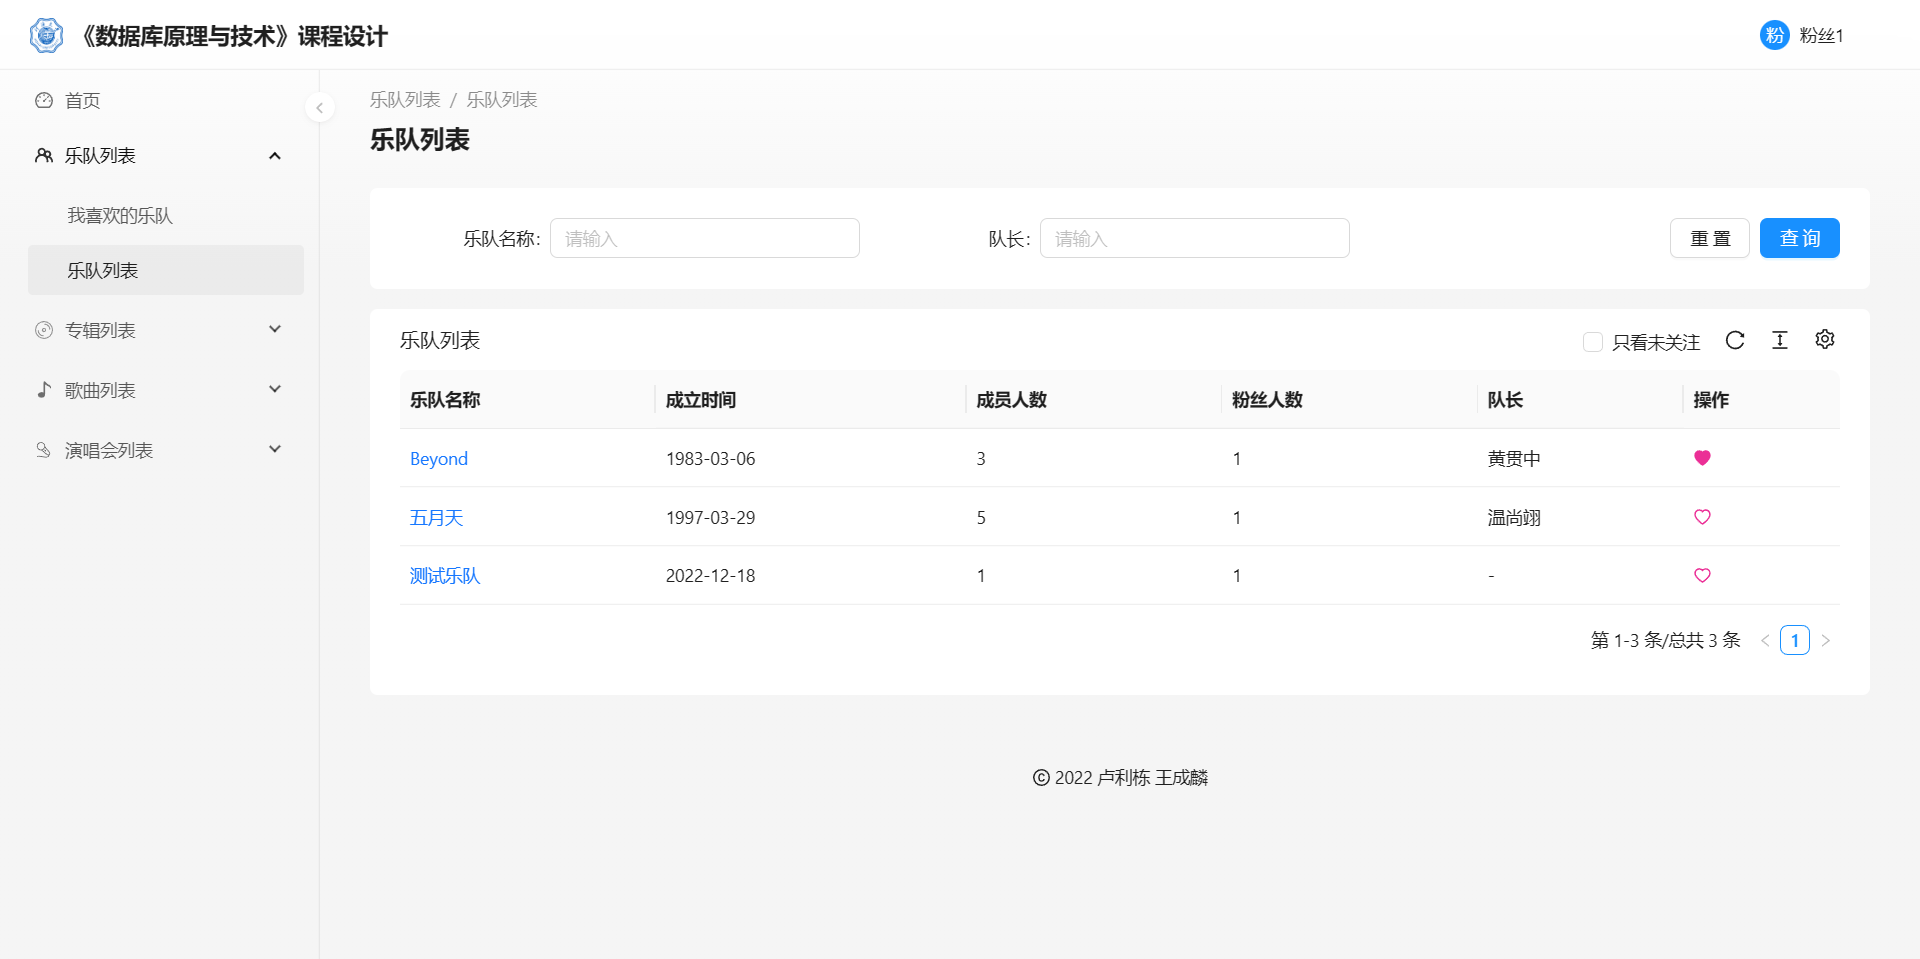 《数据库原理与技术》课程设计
粉 粉丝1
首页
乐队列表
我喜欢的乐队
乐队列表
专辑列表
歌曲列表
演唱会列表
乐队列表 / 乐队列表
乐队列表
乐队名称: 请输入 队长: 请输入 重 置 查 询
乐队列表 只看未关注
乐队名称 成立时间 成员人数 粉丝人数 队长 操作
Beyond 1983-03-06 3 1 黄贯中
五月天 1997-03-29 5 1 温尚翊
测试乐队 2022-12-18 1 1 -
第 1-3 条/总共 3 条 < 1 >
© 2022 卢利栋 王成麟